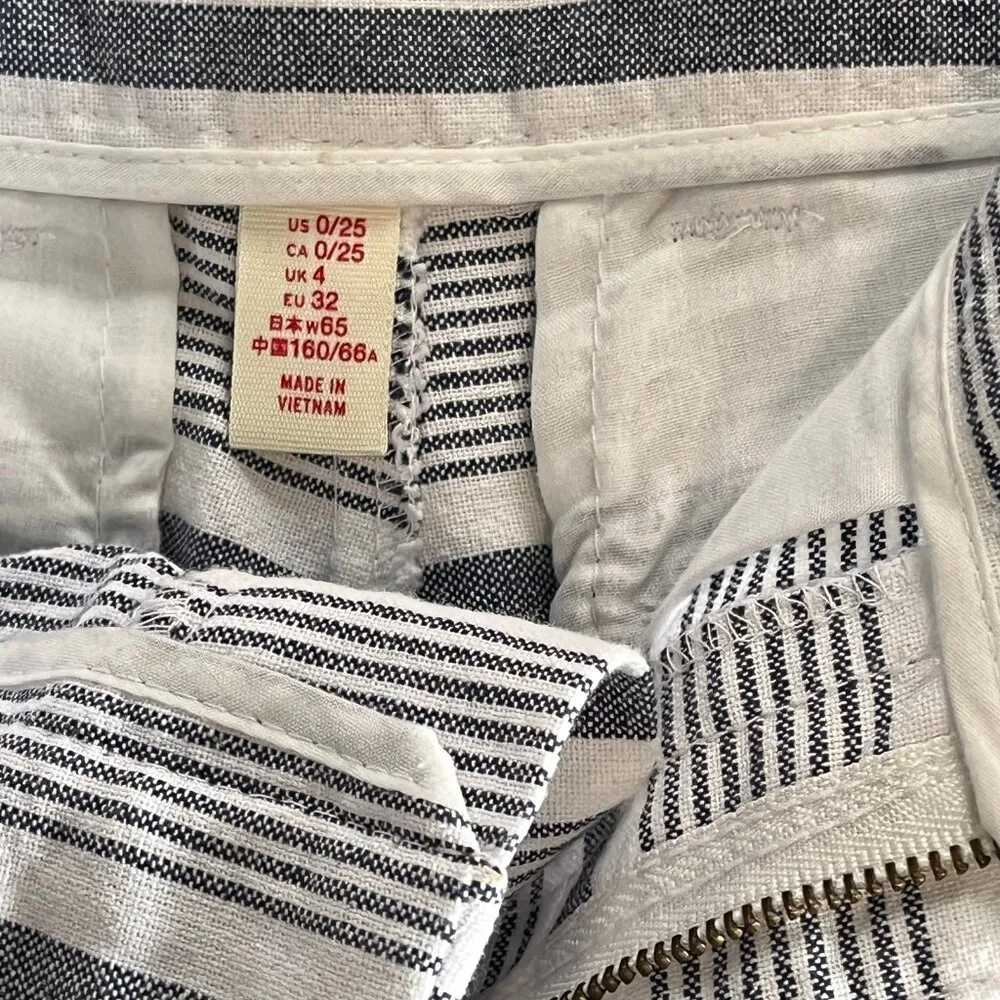 US 0/25
CA 0/25
UK 4
EU 32
日本 W65
中国 160/66A
MADE IN
VIETNAM